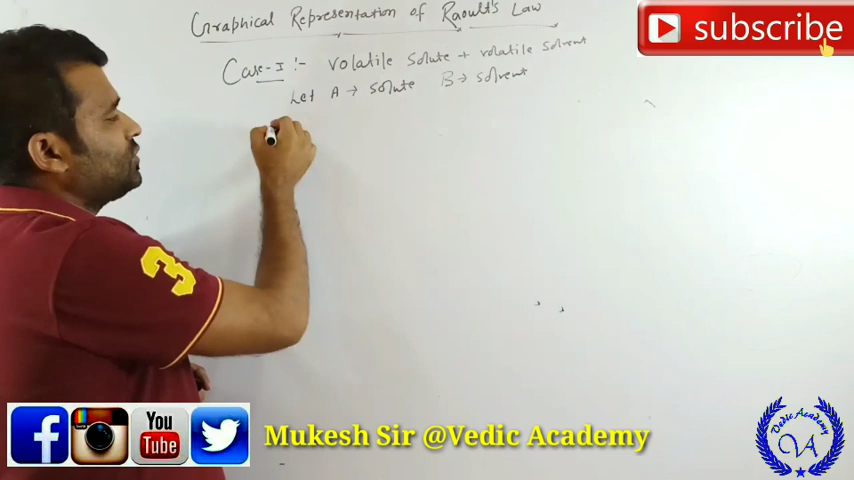 Graphical Representation of Raoult's Law
subscribe
Case-I :- volatile solute + volatile solvent
Let A → solute B → solvent
3
You
Tube
Mukesh Sir @Vedic Academy
Vedic Academy
VA